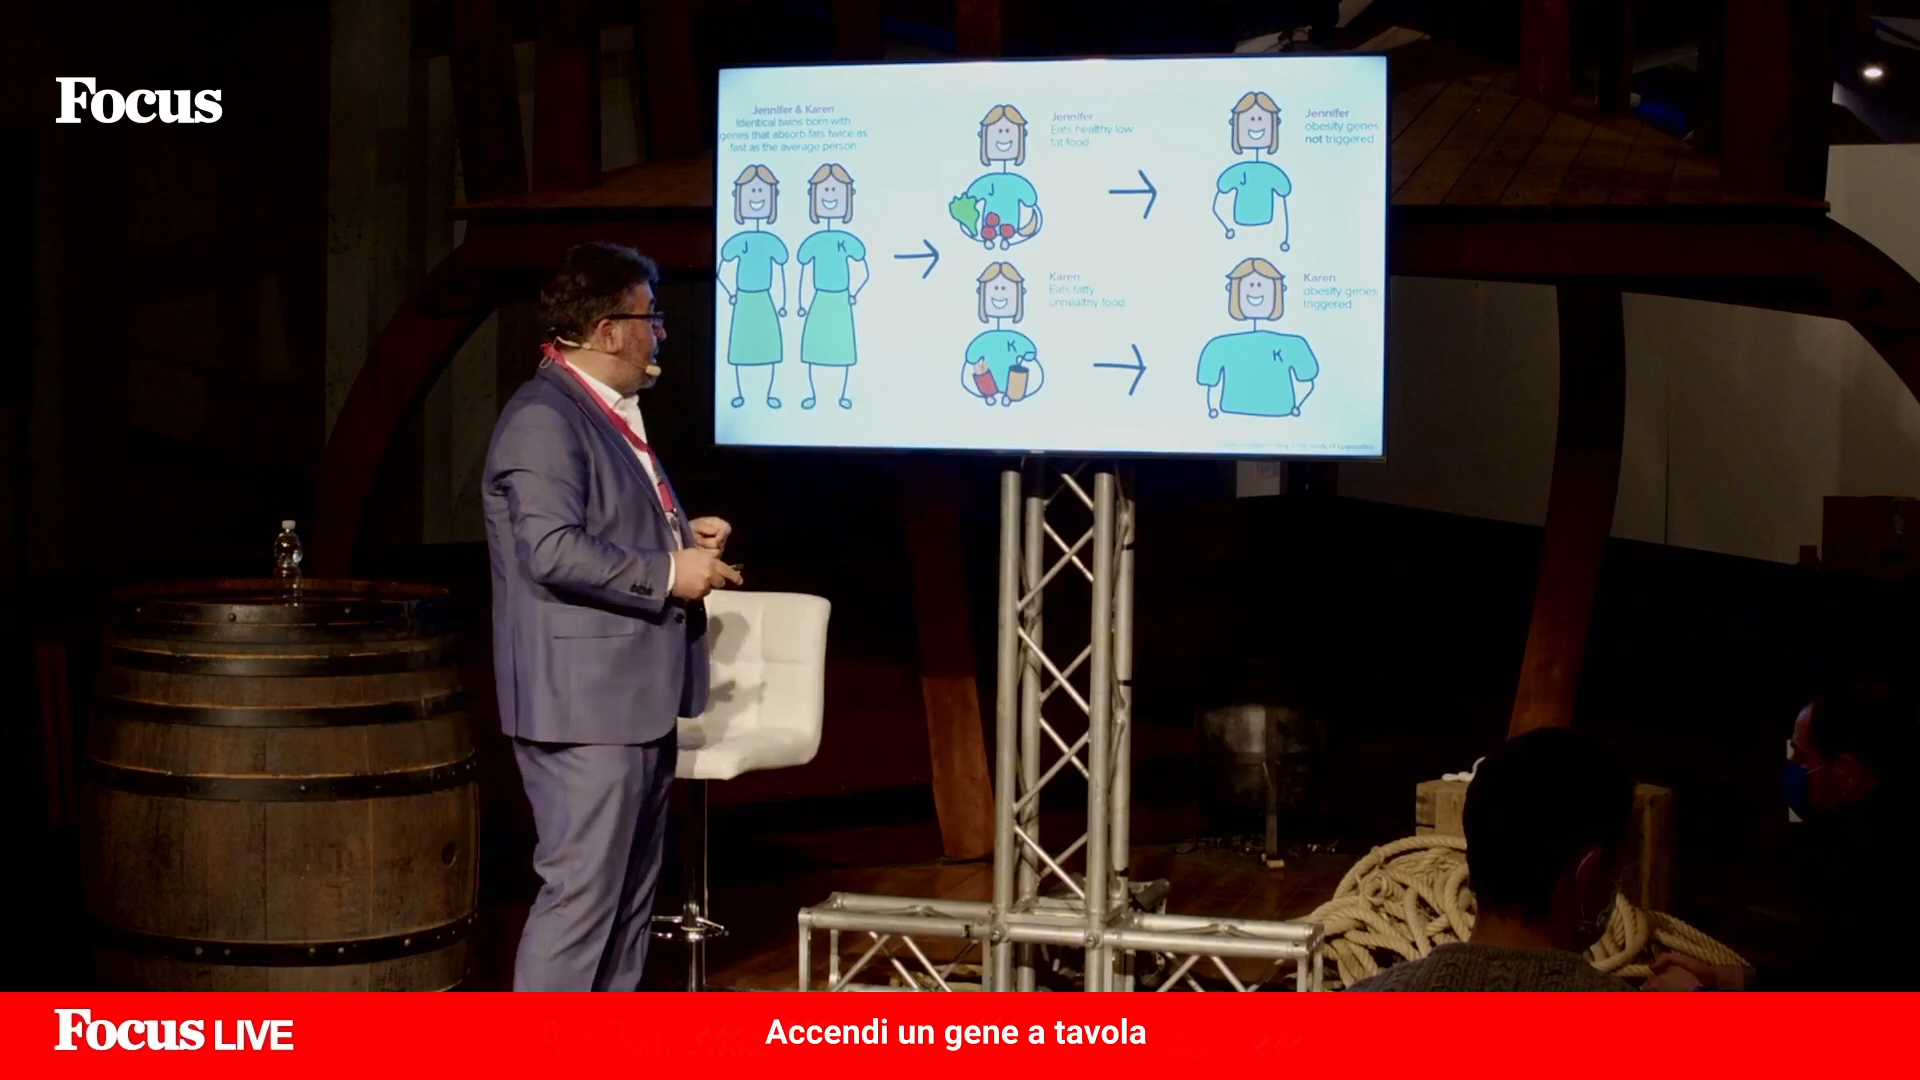 Focus
Jennifer & Karen
Identical twins born with
genes that absorb fats twice as
fast as the average person
J
K
Jennifer
Eats healthy low
fat food
J
Jennifer
obesity genes
not triggered
J
Karen
Eats fatty
unhealthy food
K
Karen
obesity genes
triggered
K
Focus LIVE
Accendi un gene a tavola